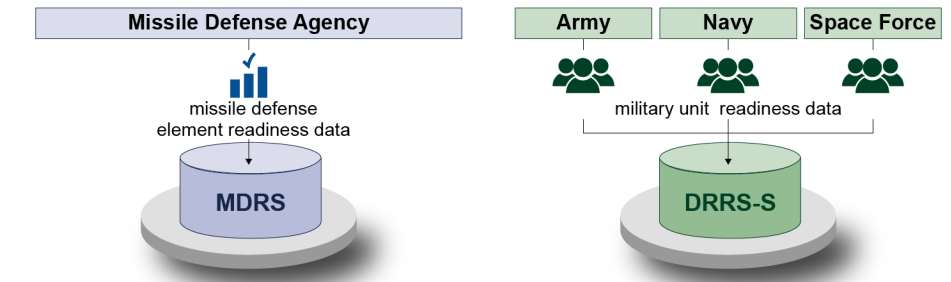 Missile Defense Agency
missile defense
element readiness data
MDRS
Army
Navy
Space Force
military unit readiness data
DRRS-S